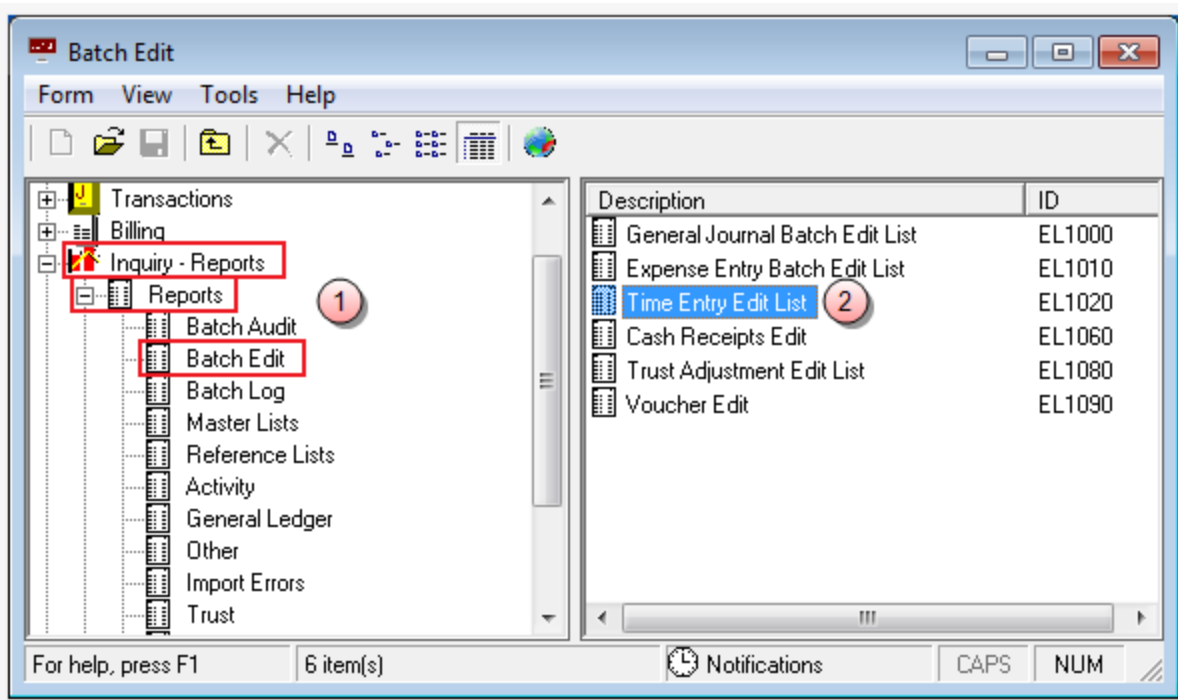 Batch Edit
Form View Tools Help
Transactions
Billing
Inquiry - Reports
Reports
1
Batch Audit
Batch Edit
Batch Log
Master Lists
Reference Lists
Activity
General Ledger
Other
Import Errors
Trust
Description ID
General Journal Batch Edit List EL1000
Expense Entry Batch Edit List EL1010
Time Entry Edit List 2 EL1020
Cash Receipts Edit EL1060
Trust Adjustment Edit List EL1080
Voucher Edit EL1090
For help, press F1 6 item(s) Notifications CAPS NUM